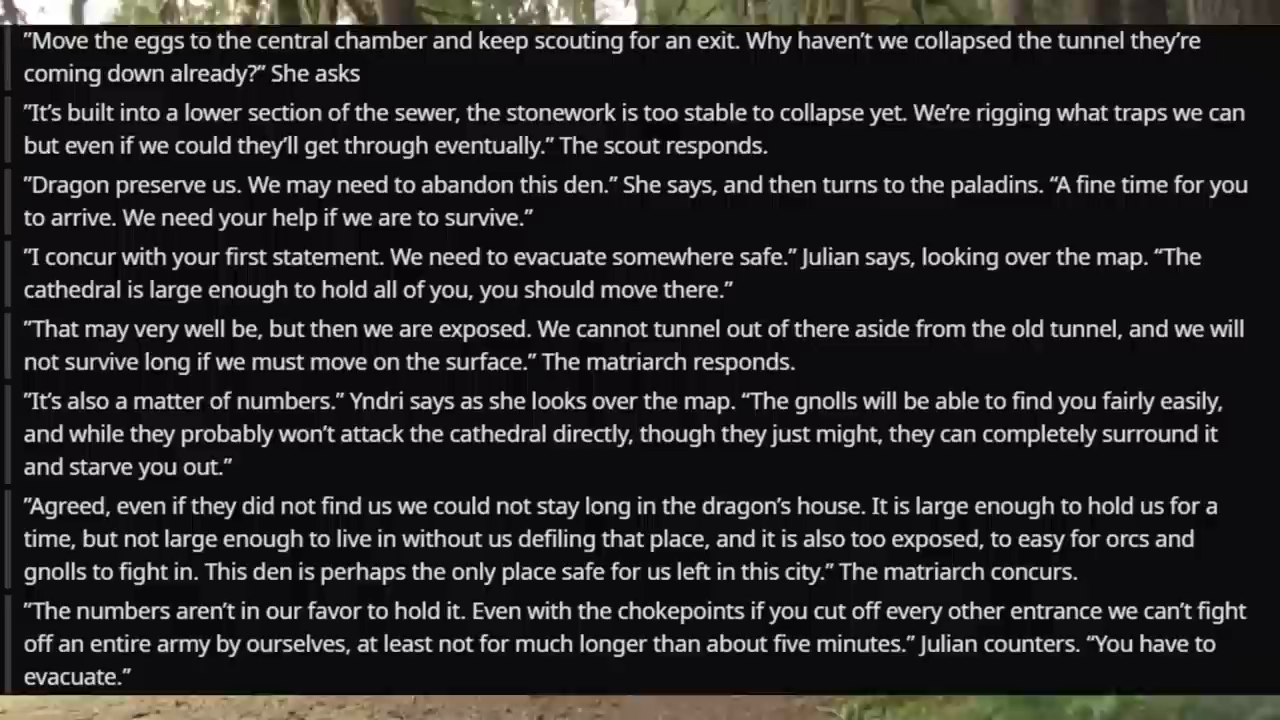 "Move the eggs to the central chamber and keep scouting for an exit. Why haven't we collapsed the tunnel they're
coming down already?" She asks
"It's built into a lower section of the sewer, the stonework is too stable to collapse yet. We're rigging what traps we can
but even if we could they'll get through eventually." The scout responds.
"Dragon preserve us. We may need to abandon this den." She says, and then turns to the paladins. "A fine time for you
to arrive. We need your help if we are to survive."
"I concur with your first statement. We need to evacuate somewhere safe." Julian says, looking over the map. "The
cathedral is large enough to hold all of you, you should move there."
"That may very well be, but then we are exposed. We cannot tunnel out of there aside from the old tunnel, and we will
not survive long if we must move on the surface." The matriarch responds.
"It's also a matter of numbers." Yndri says as she looks over the map. "The gnolls will be able to find you fairly easily,
and while they probably won't attack the cathedral directly, though they just might, they can completely surround it
and starve you out."
"Agreed, even if they did not find us we could not stay long in the dragon's house. It is large enough to hold us for a
time, but not large enough to live in without us defiling that place, and it is also too exposed, to easy for orcs and
gnolls to fight in. This den is perhaps the only place safe for us left in this city." The matriarch concurs.
"The numbers aren't in our favor to hold it. Even with the chokepoints if you cut off every other entrance we can't fight
off an entire army by ourselves, at least not for much longer than about five minutes." Julian counters. "You have to
evacuate."